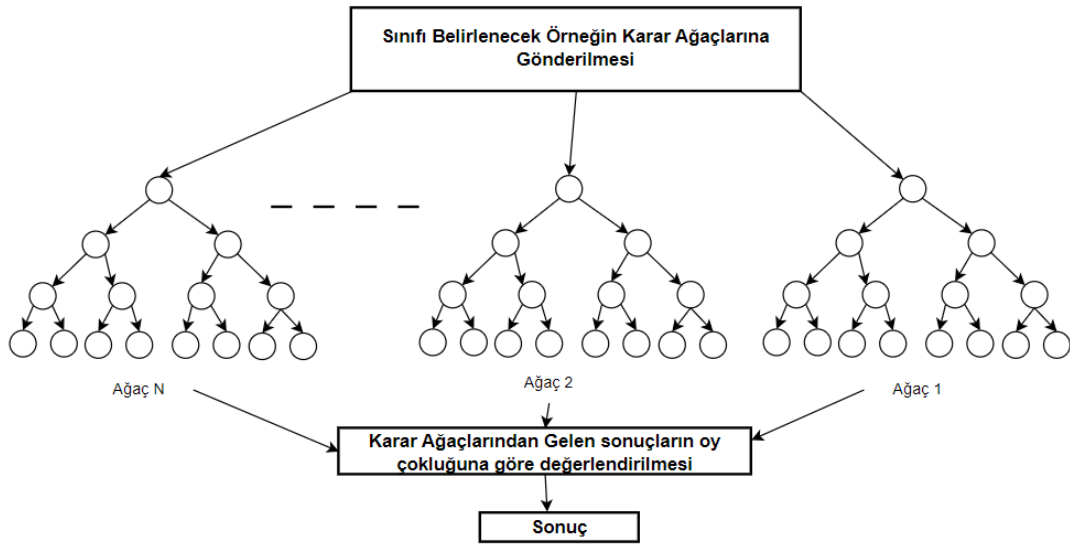 Sınıfı Belirlenecek Örneğin Karar Ağaçlarına
Gönderilmesi
Ağaç N
Ağaç 2
Ağaç 1
Karar Ağaçlarından Gelen sonuçların oy
çokluğuna göre değerlendirilmesi
Sonuç